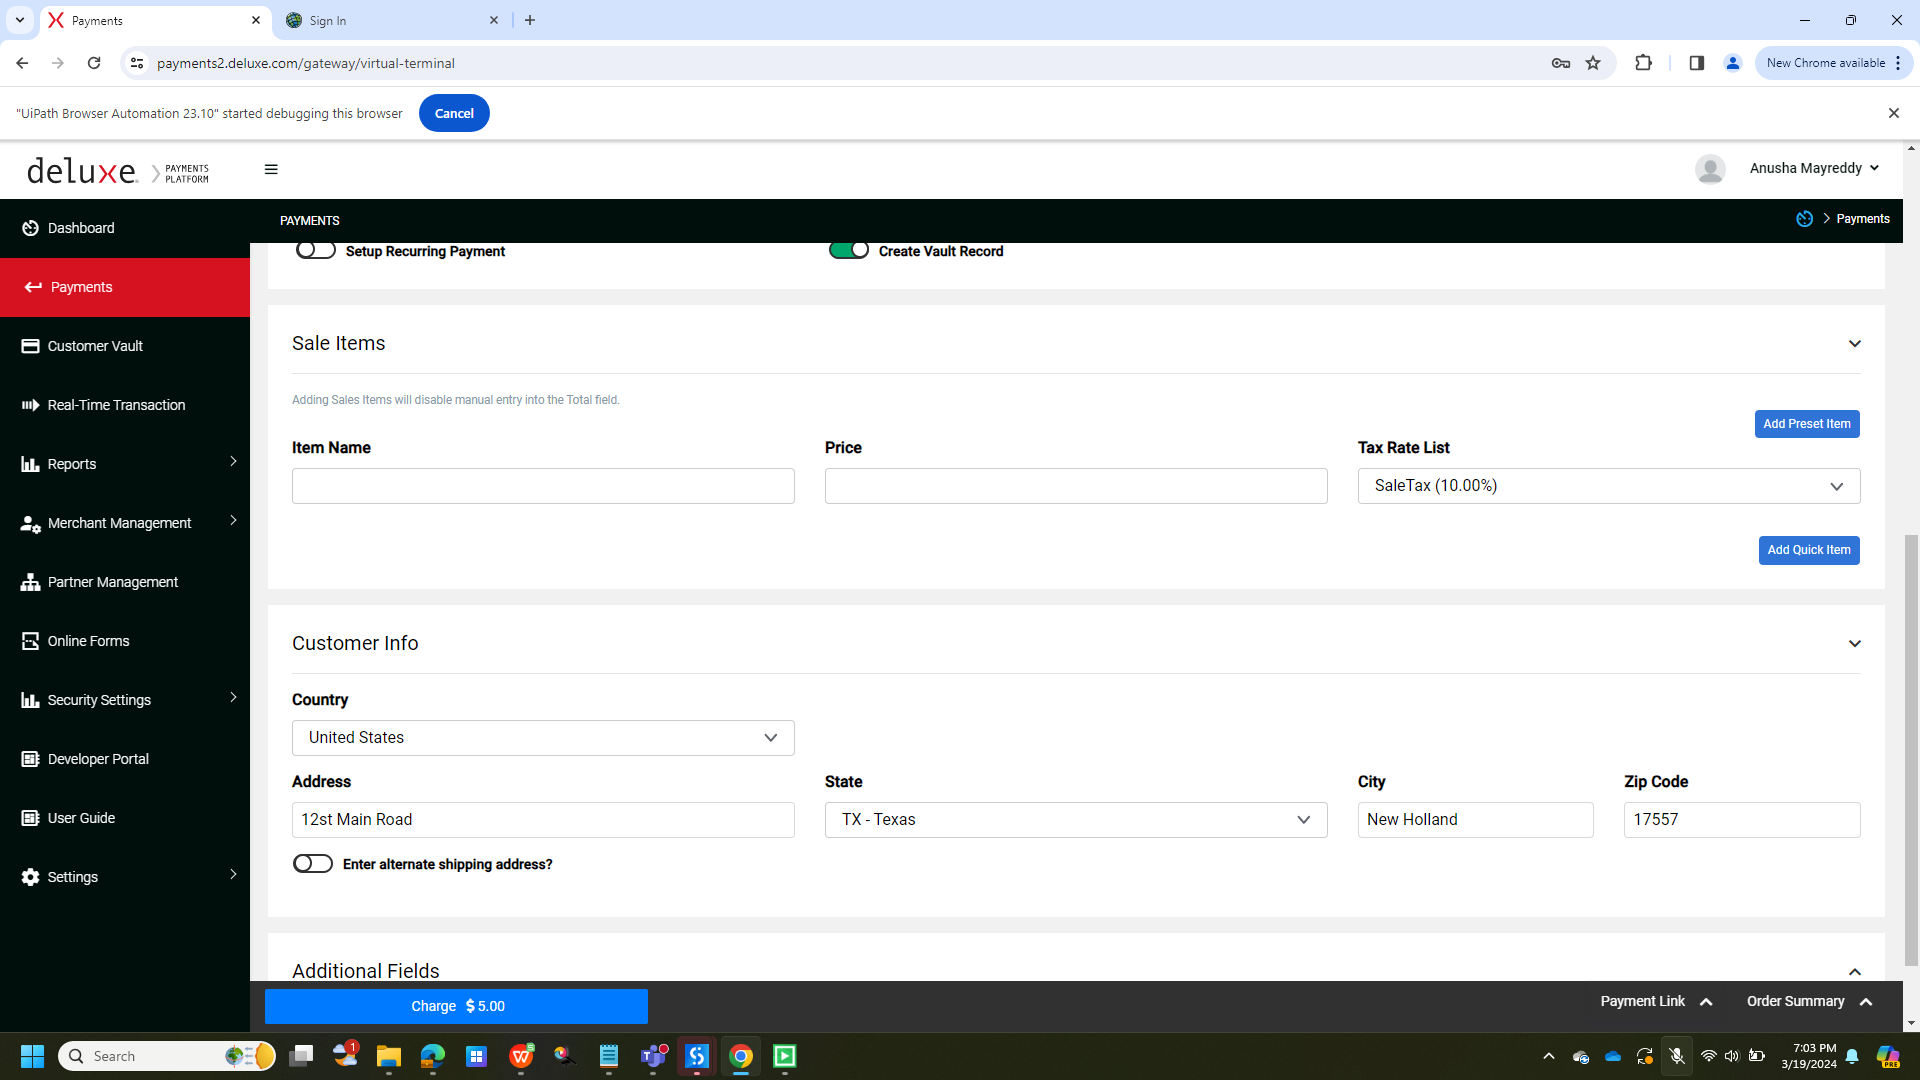 Payments
Sign In
payments2.deluxe.com/gateway/virtual-terminal
New Chrome available
"UiPath Browser Automation 23.10" started debugging this browser
Cancel
deluxe.
PAYMENTS
PLATFORM
Anusha Mayreddy
PAYMENTS
Payments
Dashboard
Payments
Customer Vault
Real-Time Transaction
Reports
Merchant Management
Partner Management
Online Forms
Security Settings
Developer Portal
User Guide
Settings
Setup Recurring Payment
Create Vault Record
Sale Items
Adding Sales Items will disable manual entry into the Total field.
Add Preset Item
Item Name
Price
Tax Rate List
SaleTax (10.00%)
Add Quick Item
Customer Info
Country
United States
Address
State
City
Zip Code
12st Main Road
TX - Texas
New Holland
17557
Enter alternate shipping address?
Additional Fields
Charge $ 5.00
Payment Link
Order Summary
Search
1
7:03 PM
3/19/2024
PRE